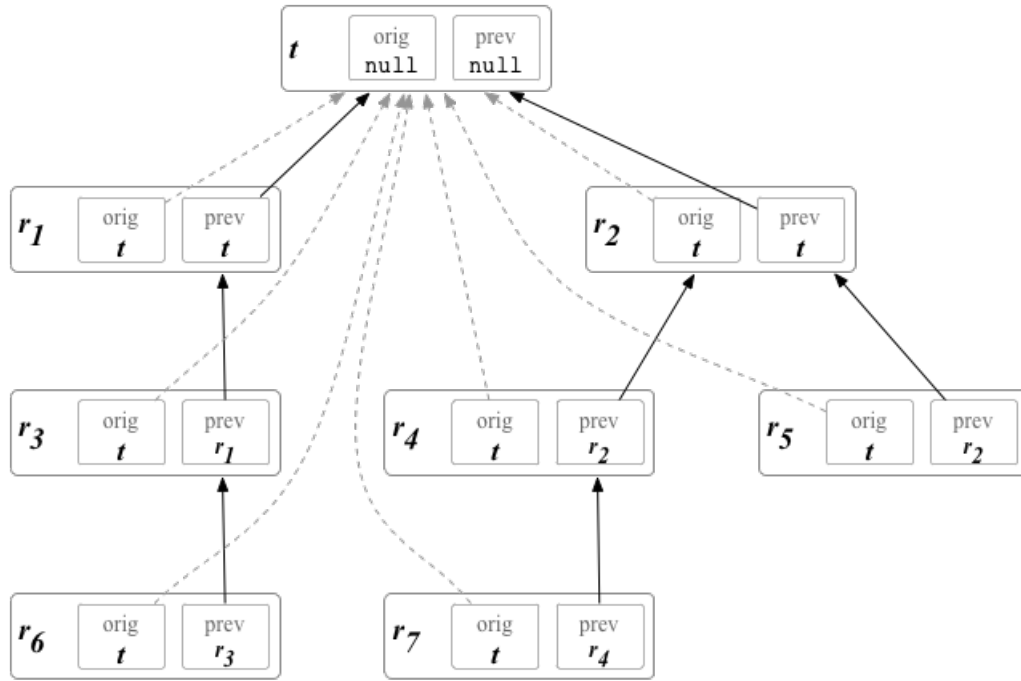 t orig prev
null null
r1 orig prev
t t
r2 orig prev
t t
r3 orig prev
t r1
r4 orig prev
t r2
r5 orig prev
t r2
r6 orig prev
t r3
r7 orig prev
t r4